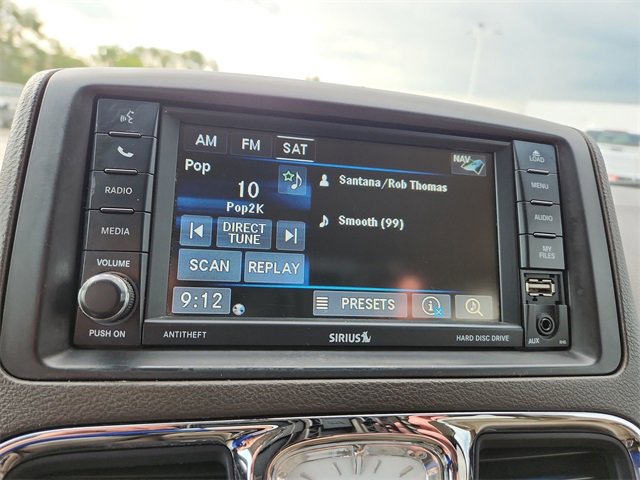 AM FM SAT NAV
Pop
10
Pop2K
DIRECT
TUNE
SCAN REPLAY
9:12
Santana/Rob Thomas
Smooth (99)
PRESETS
RADIO
MEDIA
VOLUME
PUSH ON
ANTITHEFT
SIRIUS
HARD DISC DRIVE
LOAD
MENU
AUDIO
MY
FILES
AUX